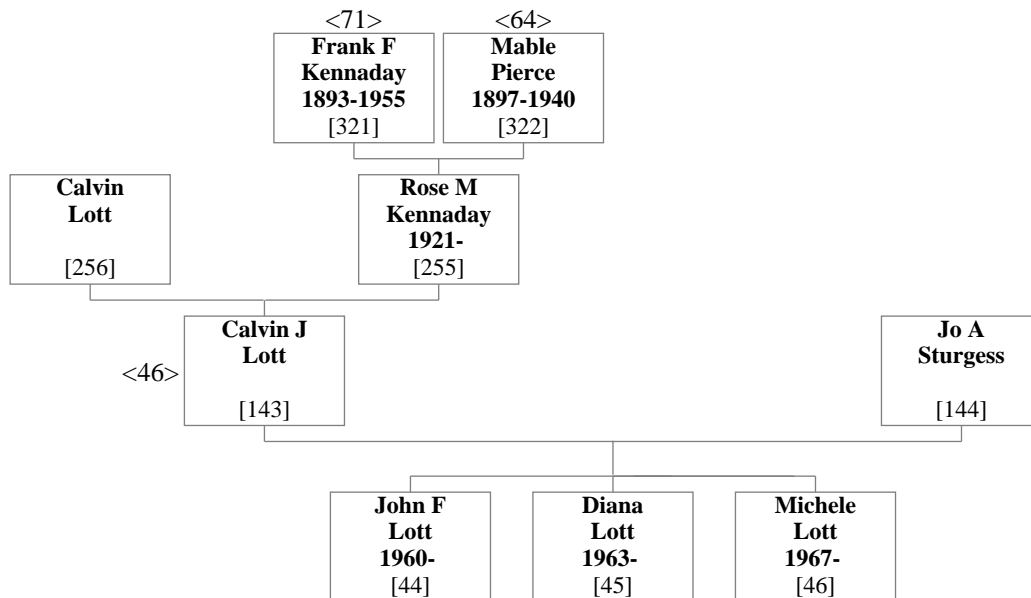 <71>
<64>
Frank F
Kennaday
1893-1955
[321]
Mable
Pierce
1897-1940
[322]
Calvin
Lott
[256]
Rose M
Kennaday
1921-
[255]
<46>
Calvin J
Lott
[143]
Jo A
Sturgess
[144]
John F
Lott
1960-
[44]
Diana
Lott
1963-
[45]
Michele
Lott
1967-
[46]